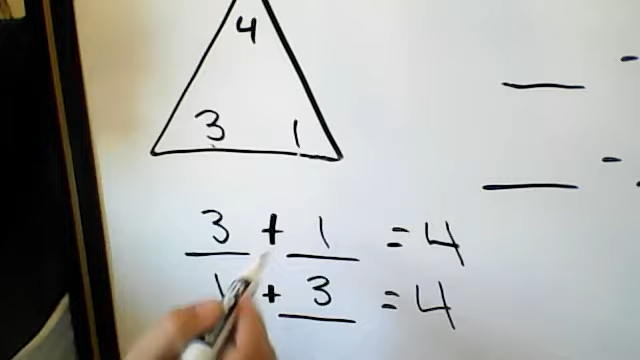 4
3 1
3 + 1 = 4
1 + 3 = 4